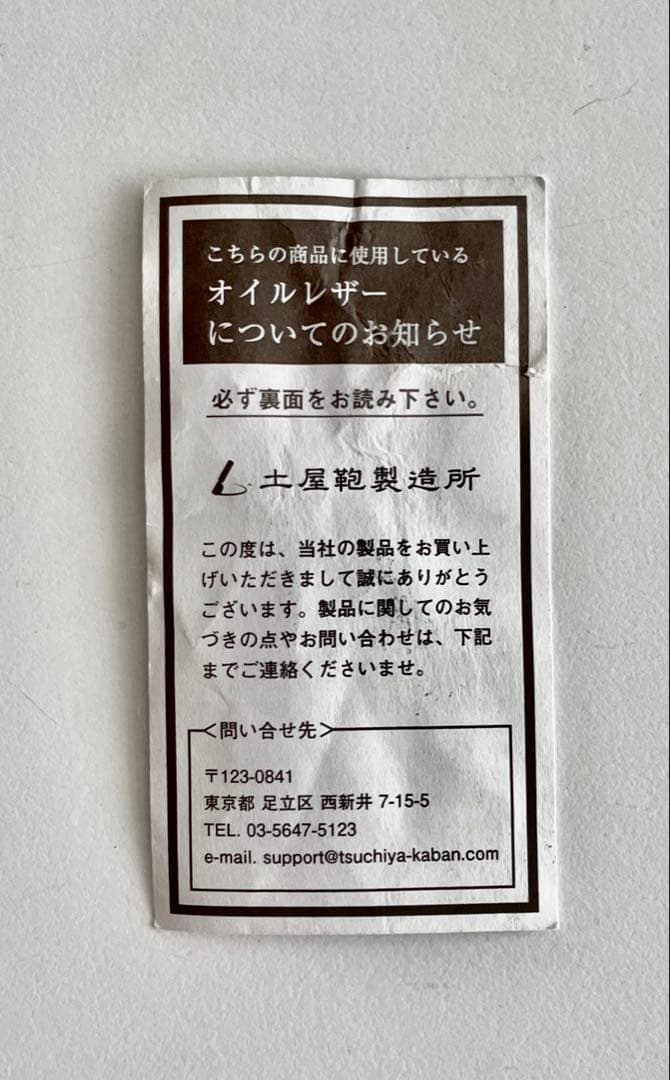 こちらの商品に使用している
オイルレザー
についてのお知らせ
必ず裏面をお読み下さい。
土屋鞄製造所
この度は、当社の製品をお買い上
げいただきまして誠にありがとう
ございます。製品に関してのお気
づきの点やお問い合わせは、下記
までご連絡くださいませ。
問い合せ先
〒123-0841
東京都 足立区 西新井 7-15-5
TEL. 03-5647-5123
e-mail. support@tsuchiya-kaban.com